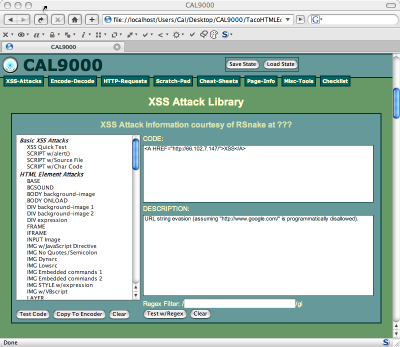 CAL9000
file://localhost/Users/Cal/Desktop/CAL9000/TacoHTMLEd
CAL9000
CAL9000
Save State Load State
XSS-Attacks Encode-Decode HTTP-Requests Scratch-Pad Cheat-Sheets Page-Info Misc-Tools Checklist
XSS Attack Library
XSS Attack Information courtesy of RSnake at ???
Basic XSS Attacks
XSS Quick Test
SCRIPT w/alert()
SCRIPT w/Source File
SCRIPT w/Char Code
HTML Element Attacks
BASE
BGSOUND
BODY background-image
BODY ONLOAD
DIV background-image 1
DIV background-image 2
DIV expression
FRAME
IFRAME
INPUT Image
IMG w/JavaScript Directive
IMG No Quotes/Semicolon
IMG Dynsrc
IMG Lowsrc
IMG Embedded commands 1
IMG Embedded commands 2
IMG STYLE w/expression
IMG w/VBscript
LAYER
CODE:
<A HREF="http://66.102.7.147/">XSS</A>
DESCRIPTION:
URL string evasion (assuming "http://www.google.com/" is programmatically disallowed).
Regex Filter: / /gi
Test Code Copy To Encoder Clear
Test w/Regex Clear
Done